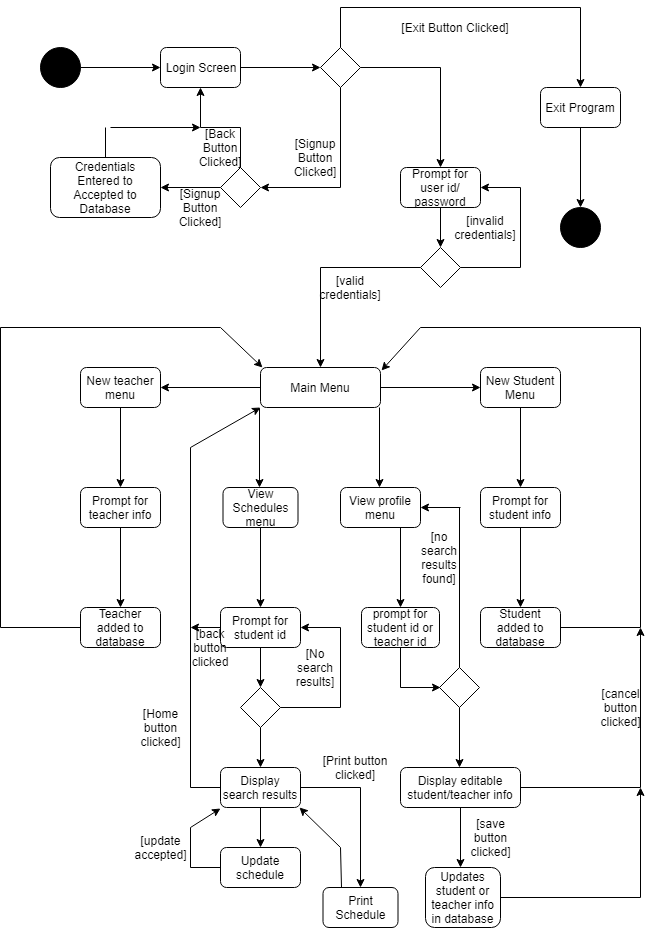 [Exit Button Clicked]
Login Screen
Exit Program
[Back
Button
Clicked]
[Signup
Button
Clicked]
Credentials
Entered to
Accepted to
Database
[Signup
Button
Clicked]
Prompt for
user id/
password
[invalid
credentials]
[valid
credentials]
New teacher
menu
Main Menu
New Student
Menu
Prompt for
teacher info
View
Schedules
menu
View profile
menu
Prompt for
student info
[no
search
results
found]
Teacher
added to
database
Prompt for
student id
prompt for
student id or
teacher id
Student
added to
database
[back
button
clicked
[No
search
results]
[Home
button
clicked]
[cancel
button
clicked]
[Print button
clicked]
Display
search results
Display editable
student/teacher info
[update
accepted]
[save
button
clicked]
Update
schedule
Print
Schedule
Updates
student or
teacher info
in database